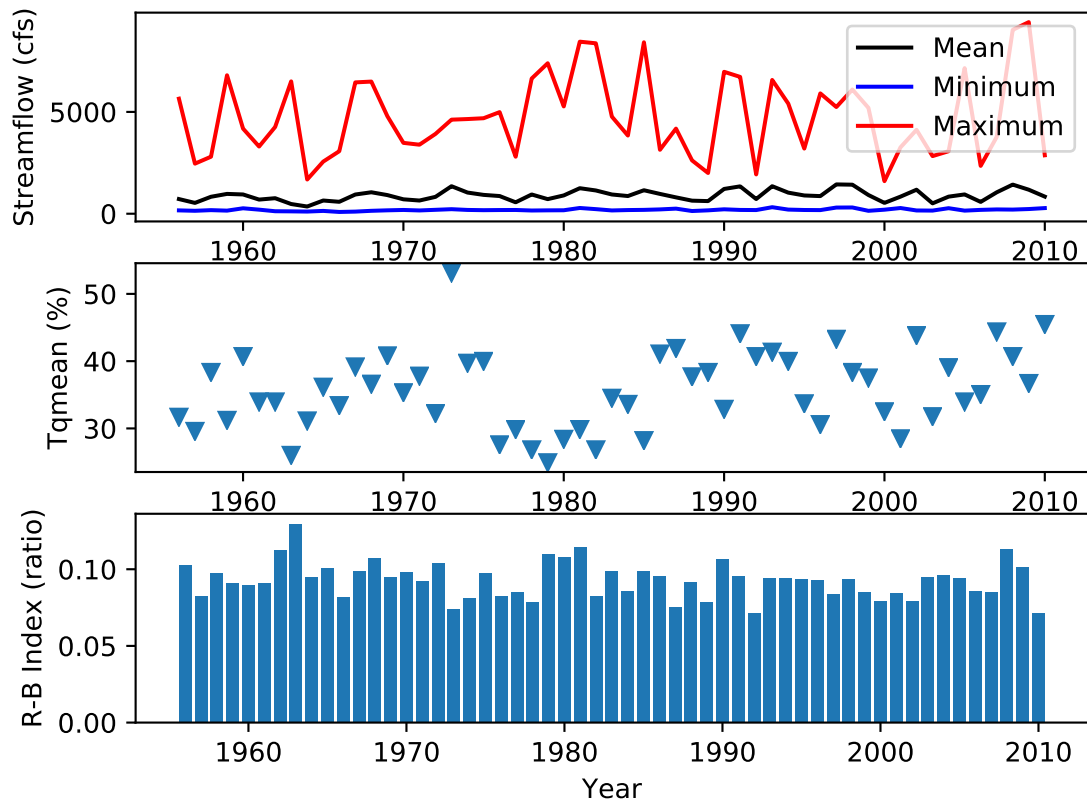 Streamflow (cfs)
5000
0
Mean
Minimum
Maximum
1960 1970 1980 1990 2000 2010
Tqmean (%)
50
40
30
1960 1970 1980 1990 2000 2010
R-B Index (ratio)
0.10
0.05
0.00
1960 1970 1980 1990 2000 2010
Year